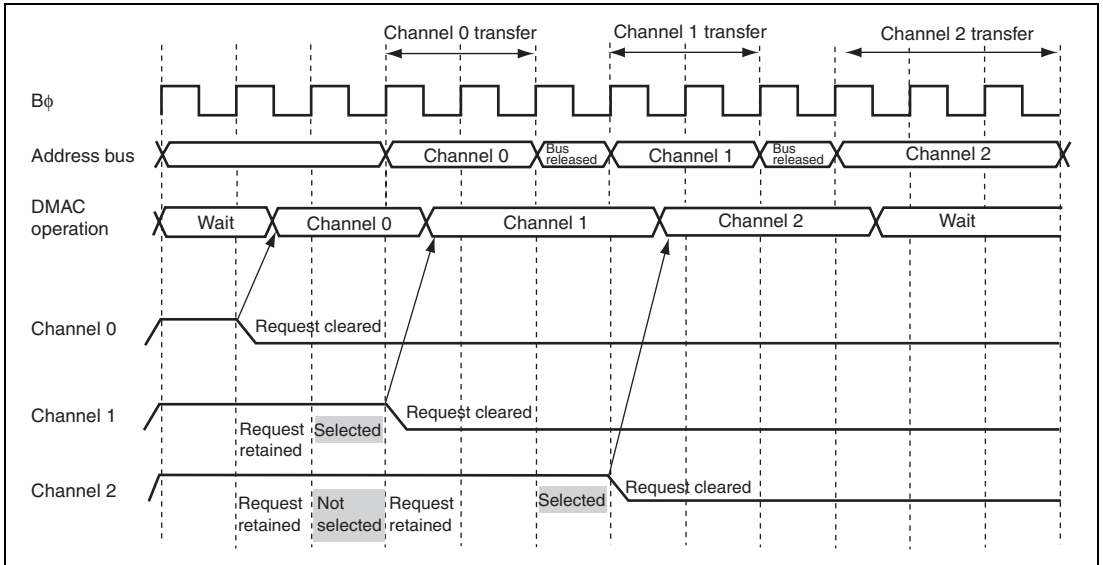 Channel 0 transfer
Channel 1 transfer
Channel 2 transfer
Bφ
Address bus
Channel 0
Bus
released
Channel 1
Bus
released
Channel 2
DMAC
operation
Wait
Channel 0
Channel 1
Channel 2
Wait
Channel 0
Request cleared
Channel 1
Request cleared
Request
retained
Selected
Channel 2
Request cleared
Request
retained
Not
selected
Request
retained
Selected